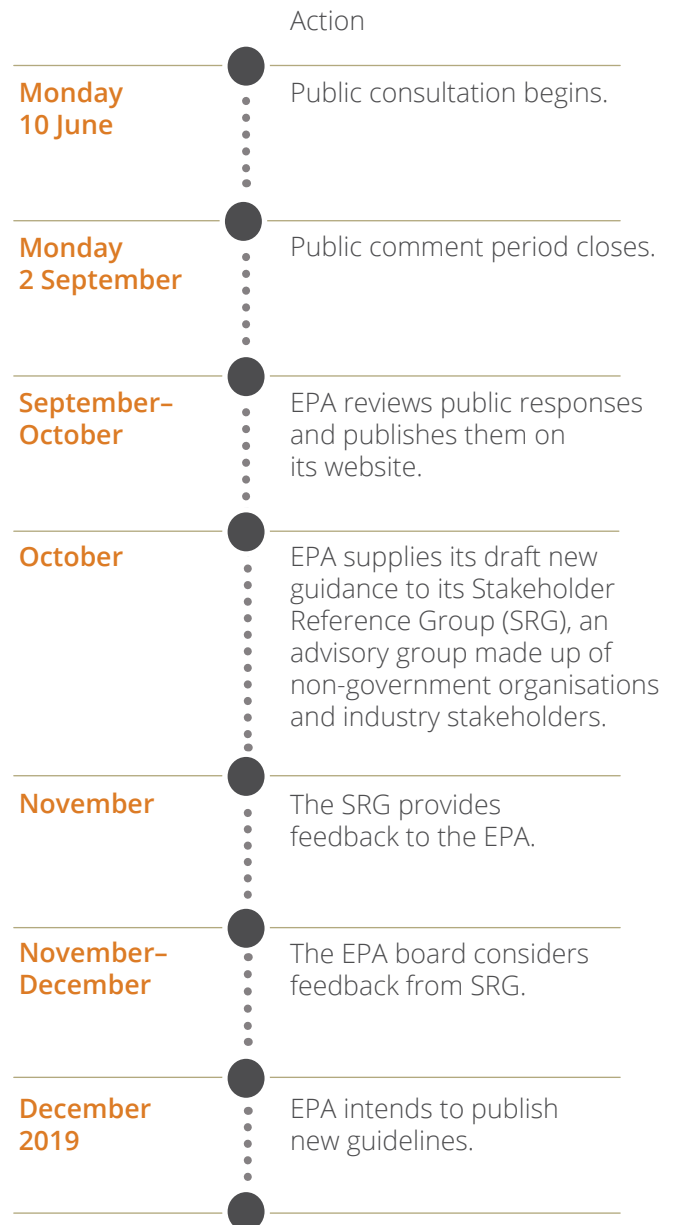 Action
Monday
10 June
Public consultation begins.
Monday
2 September
Public comment period closes.
September–
October
EPA reviews public responses
and publishes them on
its website.
October
EPA supplies its draft new
guidance to its Stakeholder
Reference Group (SRG), an
advisory group made up of
non-government organisations
and industry stakeholders.
November
The SRG provides
feedback to the EPA.
November–
December
The EPA board considers
feedback from SRG.
December
2019
EPA intends to publish
new guidelines.